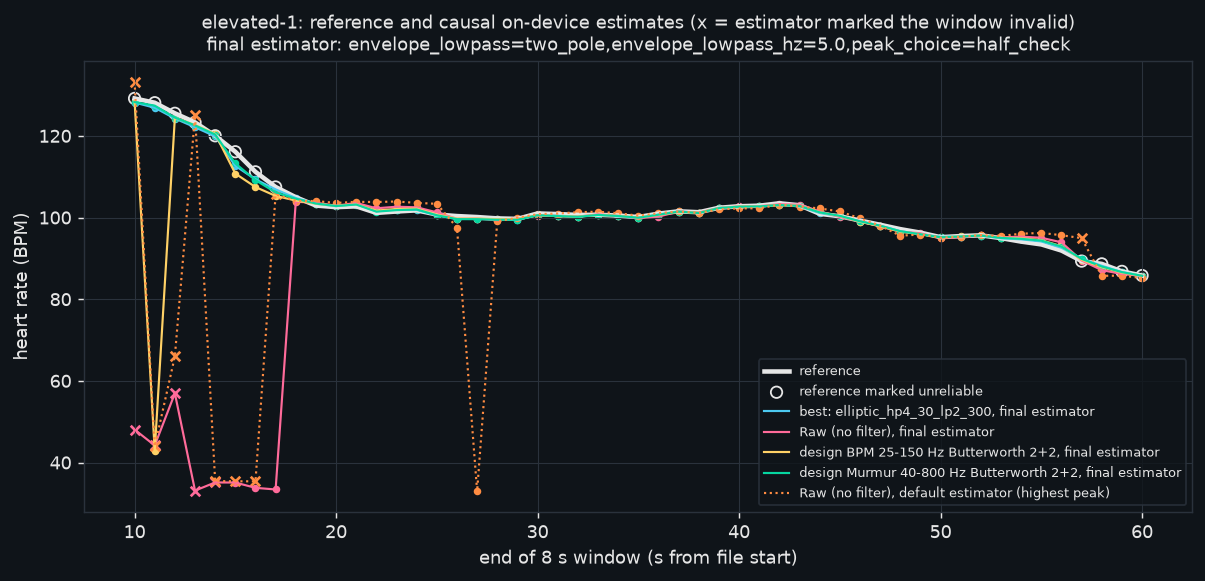 elevated-1: reference and causal on-device estimates (x = estimator marked the window invalid)
final estimator: envelope_lowpass=two_pole,envelope_lowpass_hz=5.0,peak_choice=half_check
heart rate (BPM)
120
100
80
60
40
reference
reference marked unreliable
best: elliptic_hp4_30_lp2_300, final estimator
Raw (no filter), final estimator
design BPM 25-150 Hz Butterworth 2+2, final estimator
design Murmur 40-800 Hz Butterworth 2+2, final estimator
Raw (no filter), default estimator (highest peak)
10
20
30
40
50
60
end of 8 s window (s from file start)